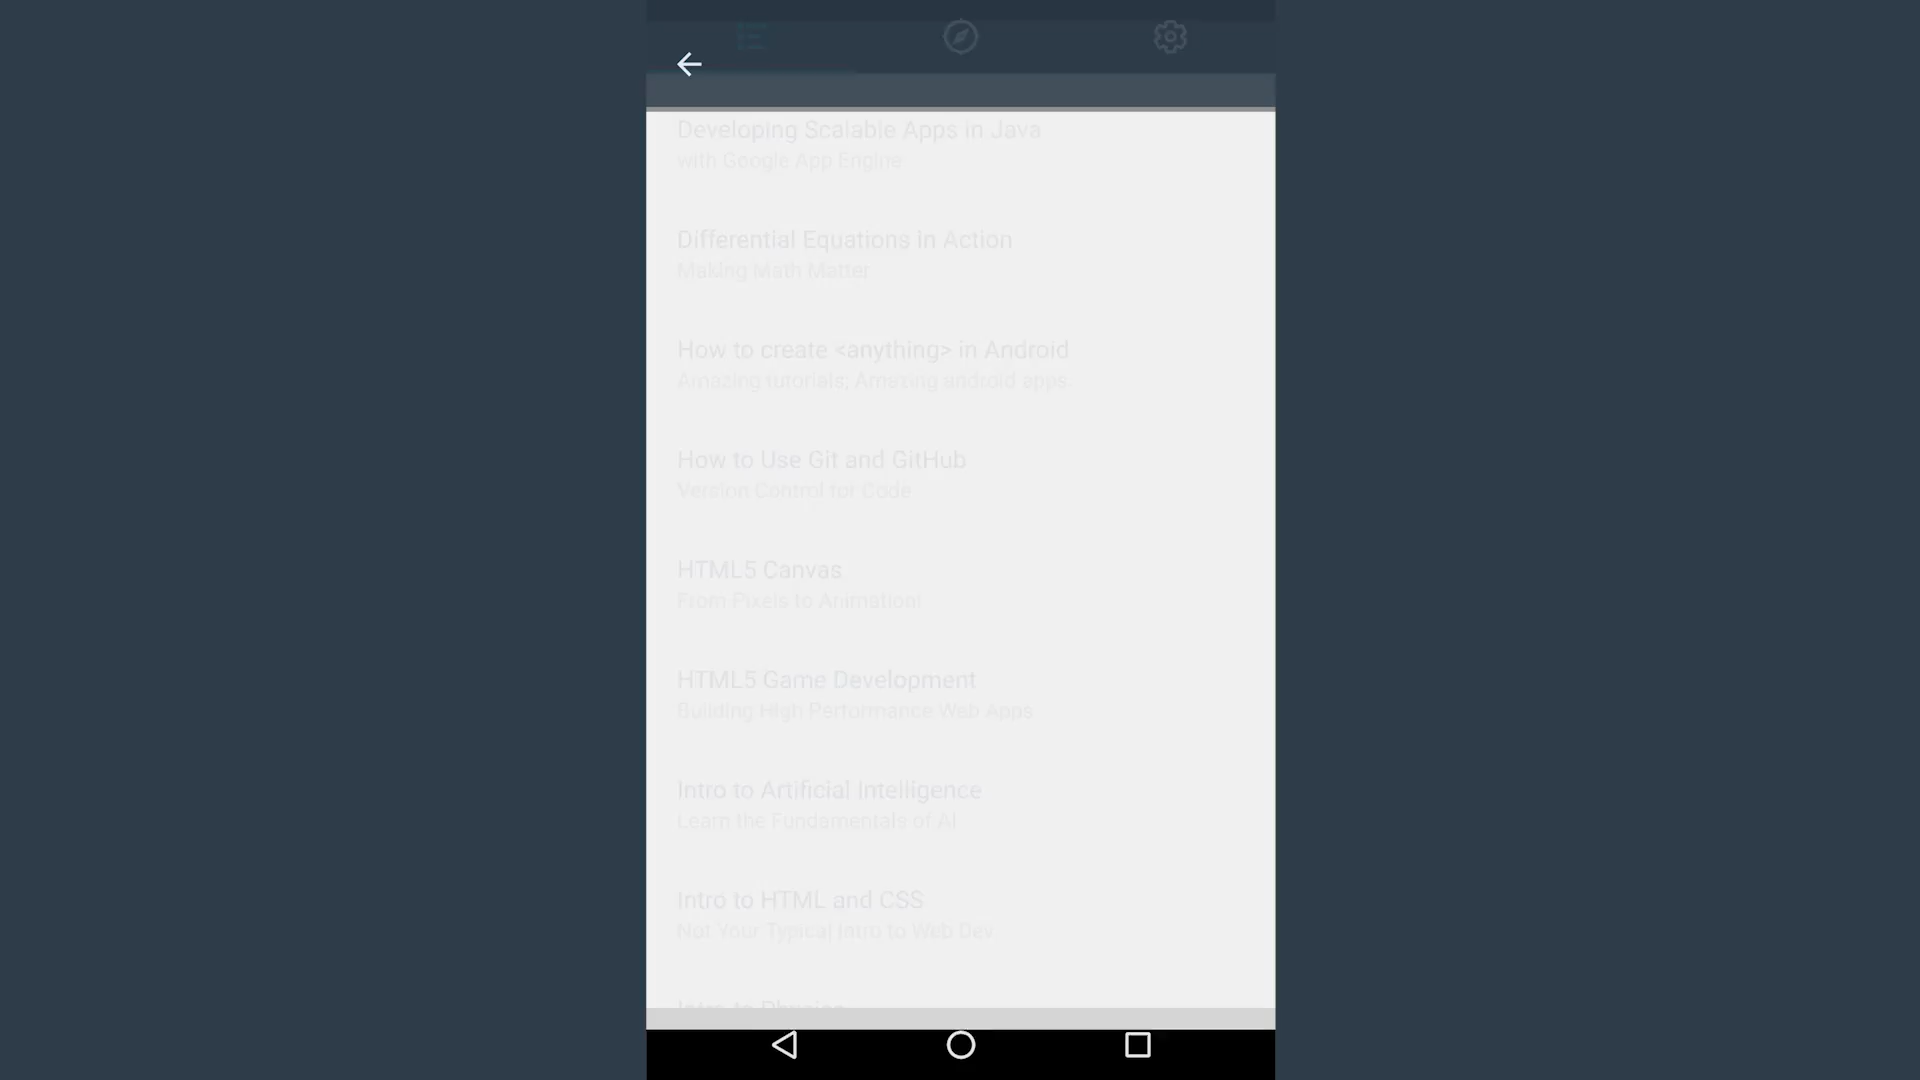 Developing Scalable Apps in Java
with Google App Engine
Differential Equations in Action
Making Math Matter
How to create <anything> in Android
Amazing tutorials; Amazing android apps
How to Use Git and GitHub
Version Control for Code
HTML5 Canvas
From Pixels to Animation!
HTML5 Game Development
Building High Performance Web Apps
Intro to Artificial Intelligence
Learn the Fundamentals of AI
Intro to HTML and CSS
Not Your Typical Intro to Web Dev
Intro to Physics